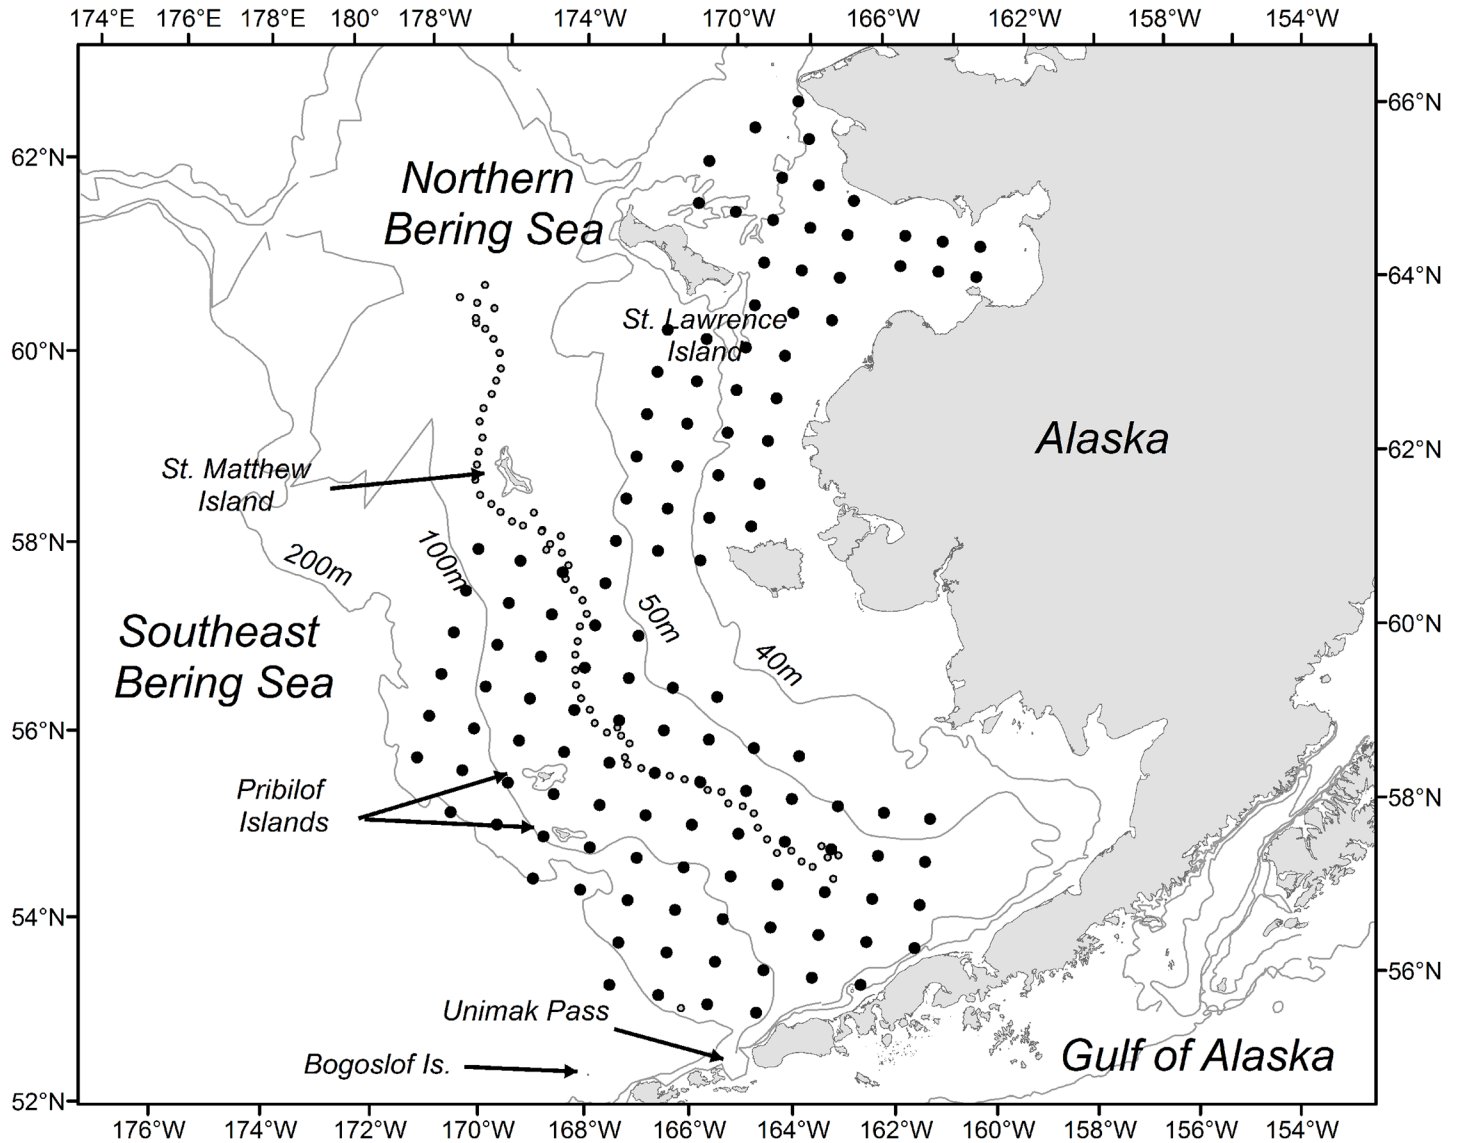 174°E 176°E 178°E 180° 178°W 174°W 170°W 166°W 162°W 158°W 154°W
66°N
62°N
Northern
Bering Sea
64°N
St. Lawrence
Island
60°N
Alaska
62°N
St. Matthew
Island
58°N
200m
100m
50m
60°N
40m
Southeast
Bering Sea
56°N
Pribilof
Islands
58°N
54°N
56°N
Unimak Pass
Gulf of Alaska
Bogoslof Is.
52°N
176°W 174°W 172°W 170°W 168°W 166°W 164°W 162°W 160°W 158°W 156°W 154°W